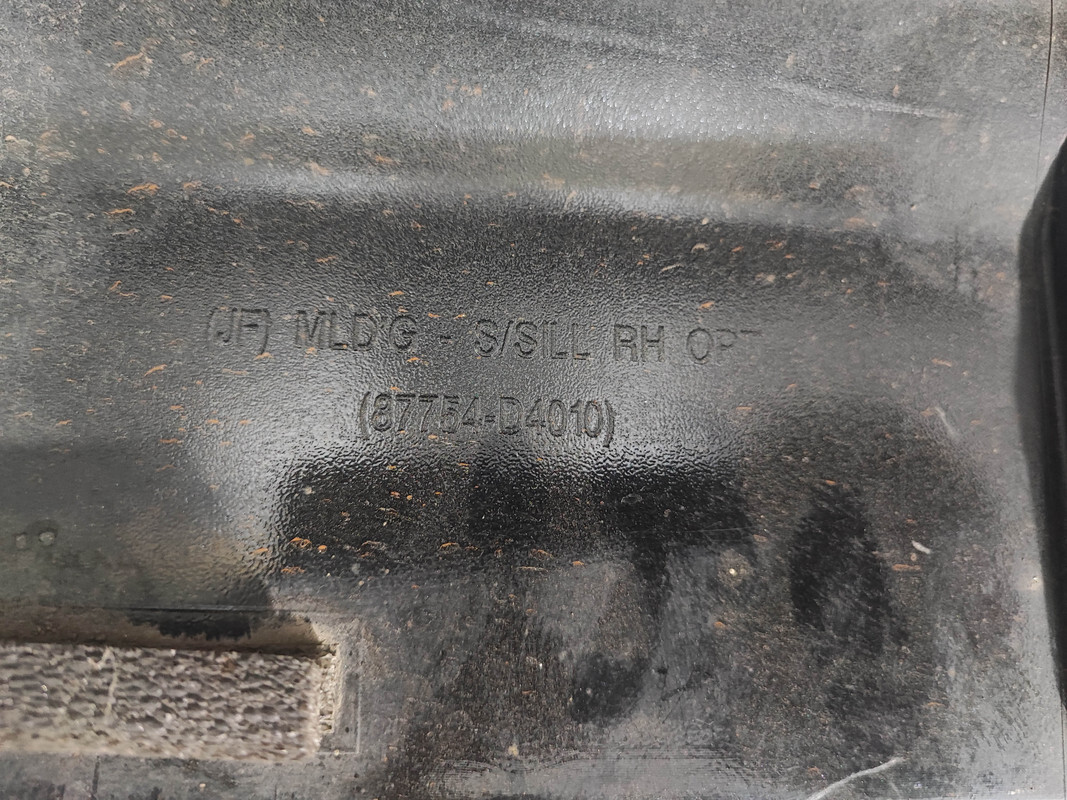 (JF) MLD'G - S/SILL RH OPT
(87754-D4010)